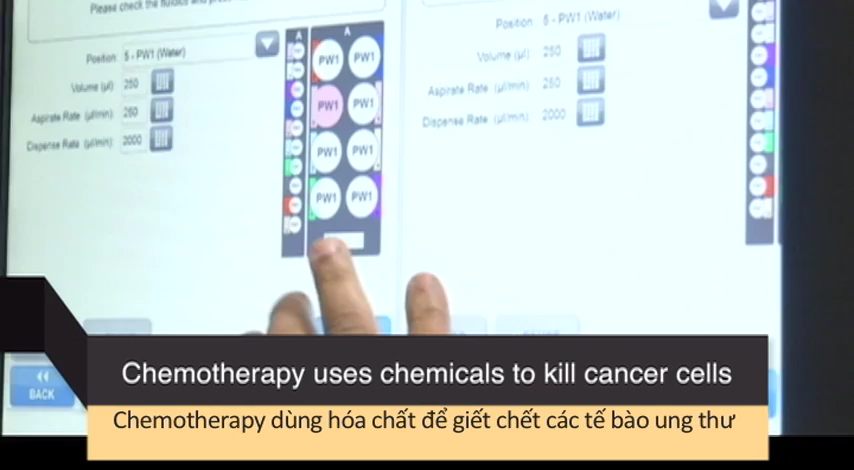 Please check the fluidics and
Position 5 - PW1 (Water)
Volume (µl) 250
Aspirate Rate (µl/min) 250
Dispense Rate (µl/min) 2000
A
A
PW1 PW1
PW1 PW1
PW1 PW1
PW1 PW1
Position 5 - PW1 (Water)
Volume (µl) 250
Aspirate Rate (µl/min) 250
Dispense Rate (µl/min) 2000
BACK
Chemotherapy uses chemicals to kill cancer cells
Chemotherapy dùng hóa chất để giết chết các tế bào ung thư